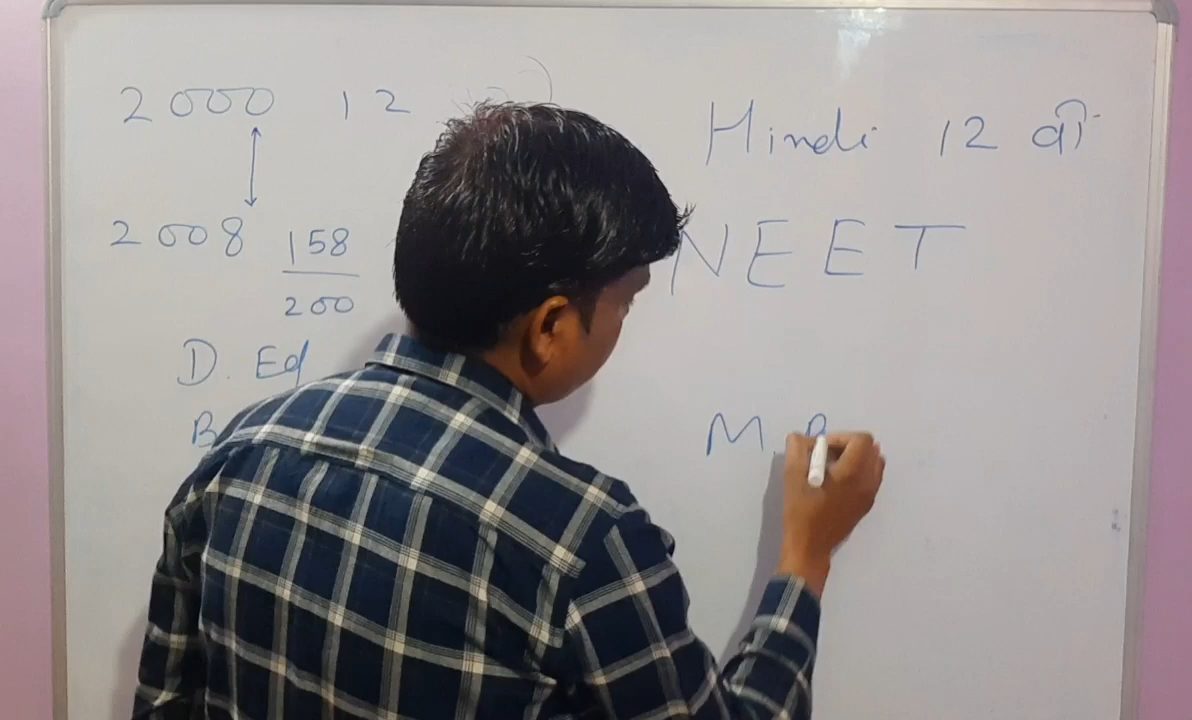 2000 12
2008 158
200
D. Ed
B
Hindi 12 वी
NEET
M. B